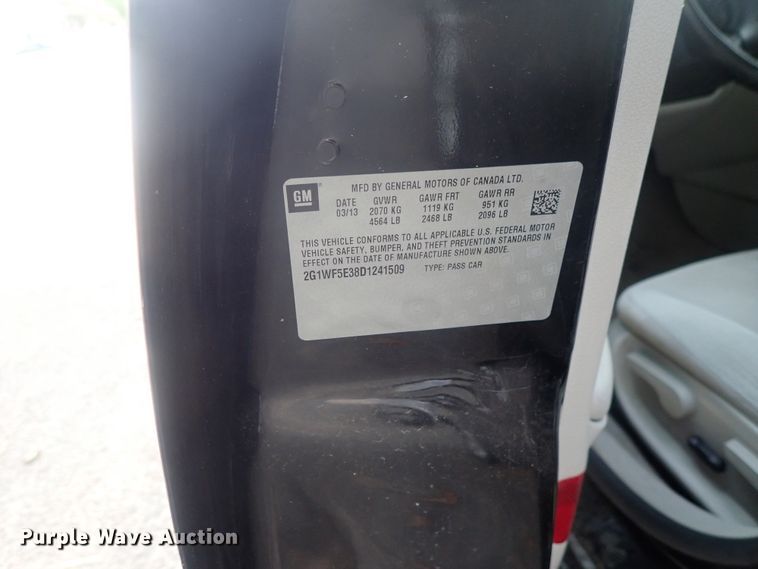 GM
MFD BY GENERAL MOTORS OF CANADA LTD.
DATE GVWR GAWR FRT GAWR RR
03/13 2070 KG 1119 KG 951 KG
4564 LB 2468 LB 2096 LB
THIS VEHICLE CONFORMS TO ALL APPLICABLE U.S. FEDERAL MOTOR
VEHICLE SAFETY, BUMPER, AND THEFT PREVENTION STANDARDS IN
EFFECT ON THE DATE OF MANUFACTURE SHOWN ABOVE.
2G1WF5E38D1241509 TYPE: PASS CAR
Purple Wave Auction®